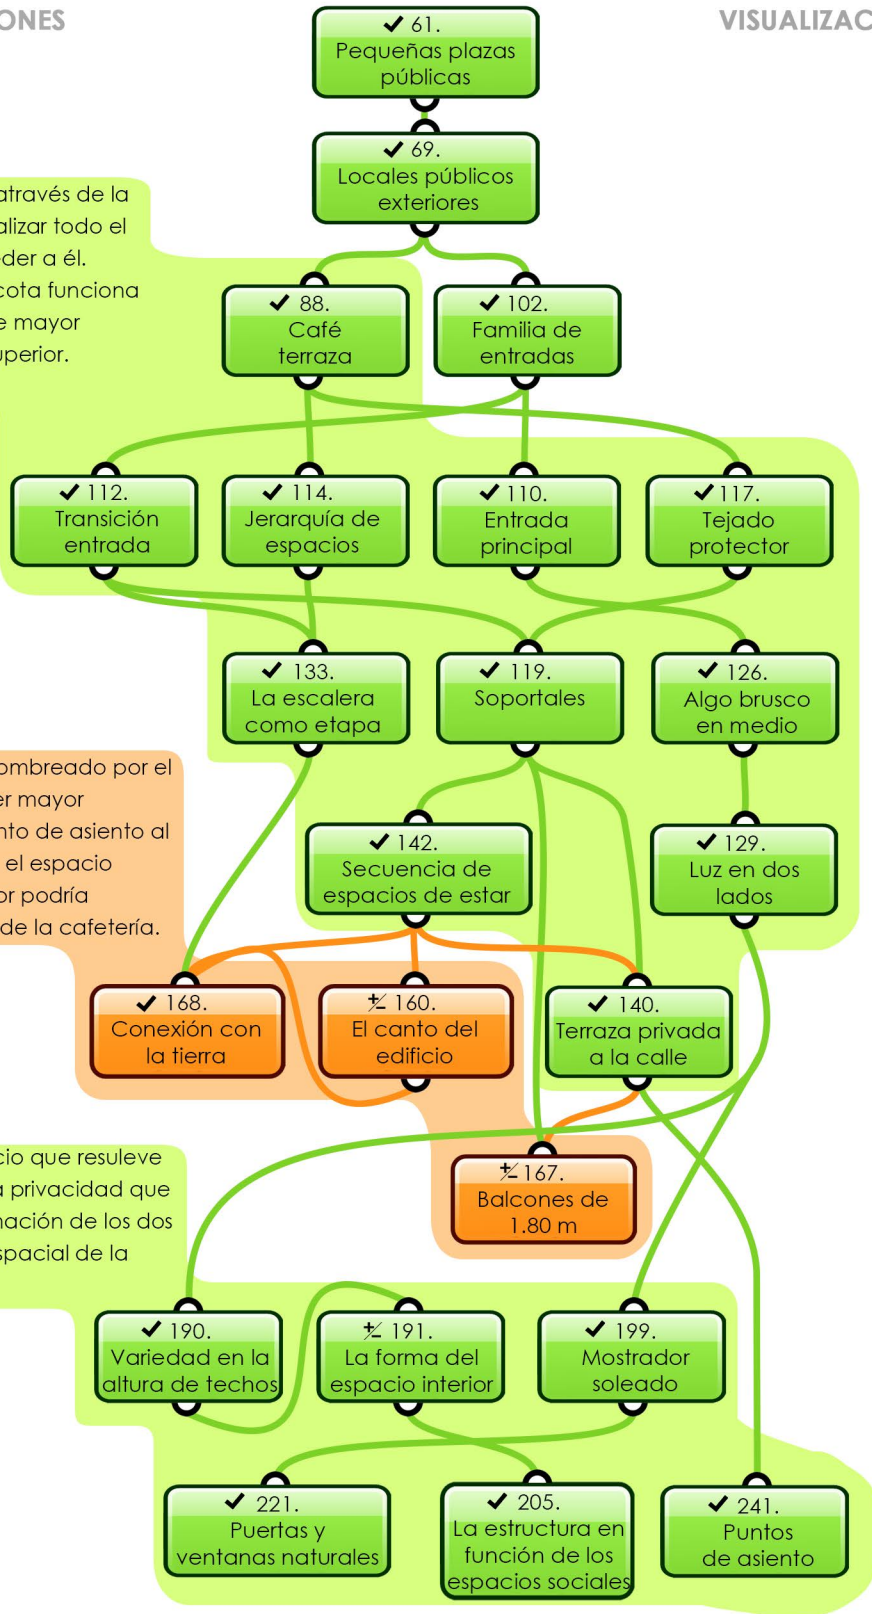 ONES
VISUALIZAC
✔ 61.
Pequeñas plazas
públicas
✔ 69.
Locales públicos
exteriores
através de la
alizar todo el
der a él.
cota funciona
e mayor
uperior.
✔ 88.
Café
terraza
✔ 102.
Familia de
entradas
✔ 112.
Transición
entrada
✔ 114.
Jerarquía de
espacios
✔ 110.
Entrada
principal
✔ 117.
Tejado
protector
✔ 133.
La escalera
como etapa
✔ 119.
Soportales
✔ 126.
Algo brusco
en medio
ombreado por el
er mayor
nto de asiento al
el espacio
or podría
de la cafetería.
✔ 142.
Secuencia de
espacios de estar
✔ 129.
Luz en dos
lados
✔ 168.
Conexión con
la tierra
+⁄- 160.
El canto del
edificio
✔ 140.
Terraza privada
a la calle
cio que resuleve
a privacidad que
nación de los dos
spacial de la
+⁄- 167.
Balcones de
1.80 m
✔ 190.
Variedad en la
altura de techos
+⁄- 191.
La forma del
espacio interior
✔ 199.
Mostrador
soleado
✔ 221.
Puertas y
ventanas naturales
✔ 205.
La estructura en
función de los
espacios sociales
✔ 241.
Puntos
de asiento